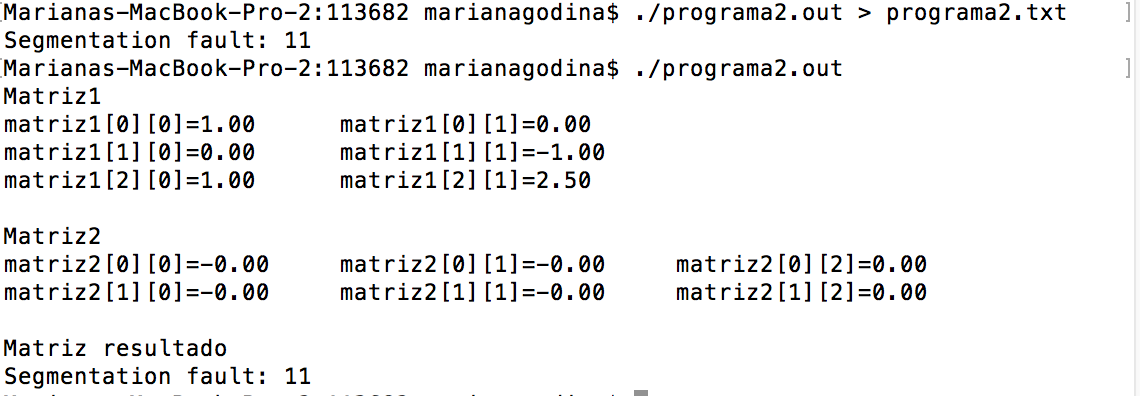 Marianas-MacBook-Pro-2:113682 marianagodina$ ./programa2.out > programa2.txt ]
Segmentation fault: 11
[Marianas-MacBook-Pro-2:113682 marianagodina$ ./programa2.out ]
Matriz1
matriz1[0][0]=1.00 matriz1[0][1]=0.00
matriz1[1][0]=0.00 matriz1[1][1]=-1.00
matriz1[2][0]=1.00 matriz1[2][1]=2.50
Matriz2
matriz2[0][0]=-0.00 matriz2[0][1]=-0.00 matriz2[0][2]=0.00
matriz2[1][0]=-0.00 matriz2[1][1]=-0.00 matriz2[1][2]=0.00
Matriz resultado
Segmentation fault: 11